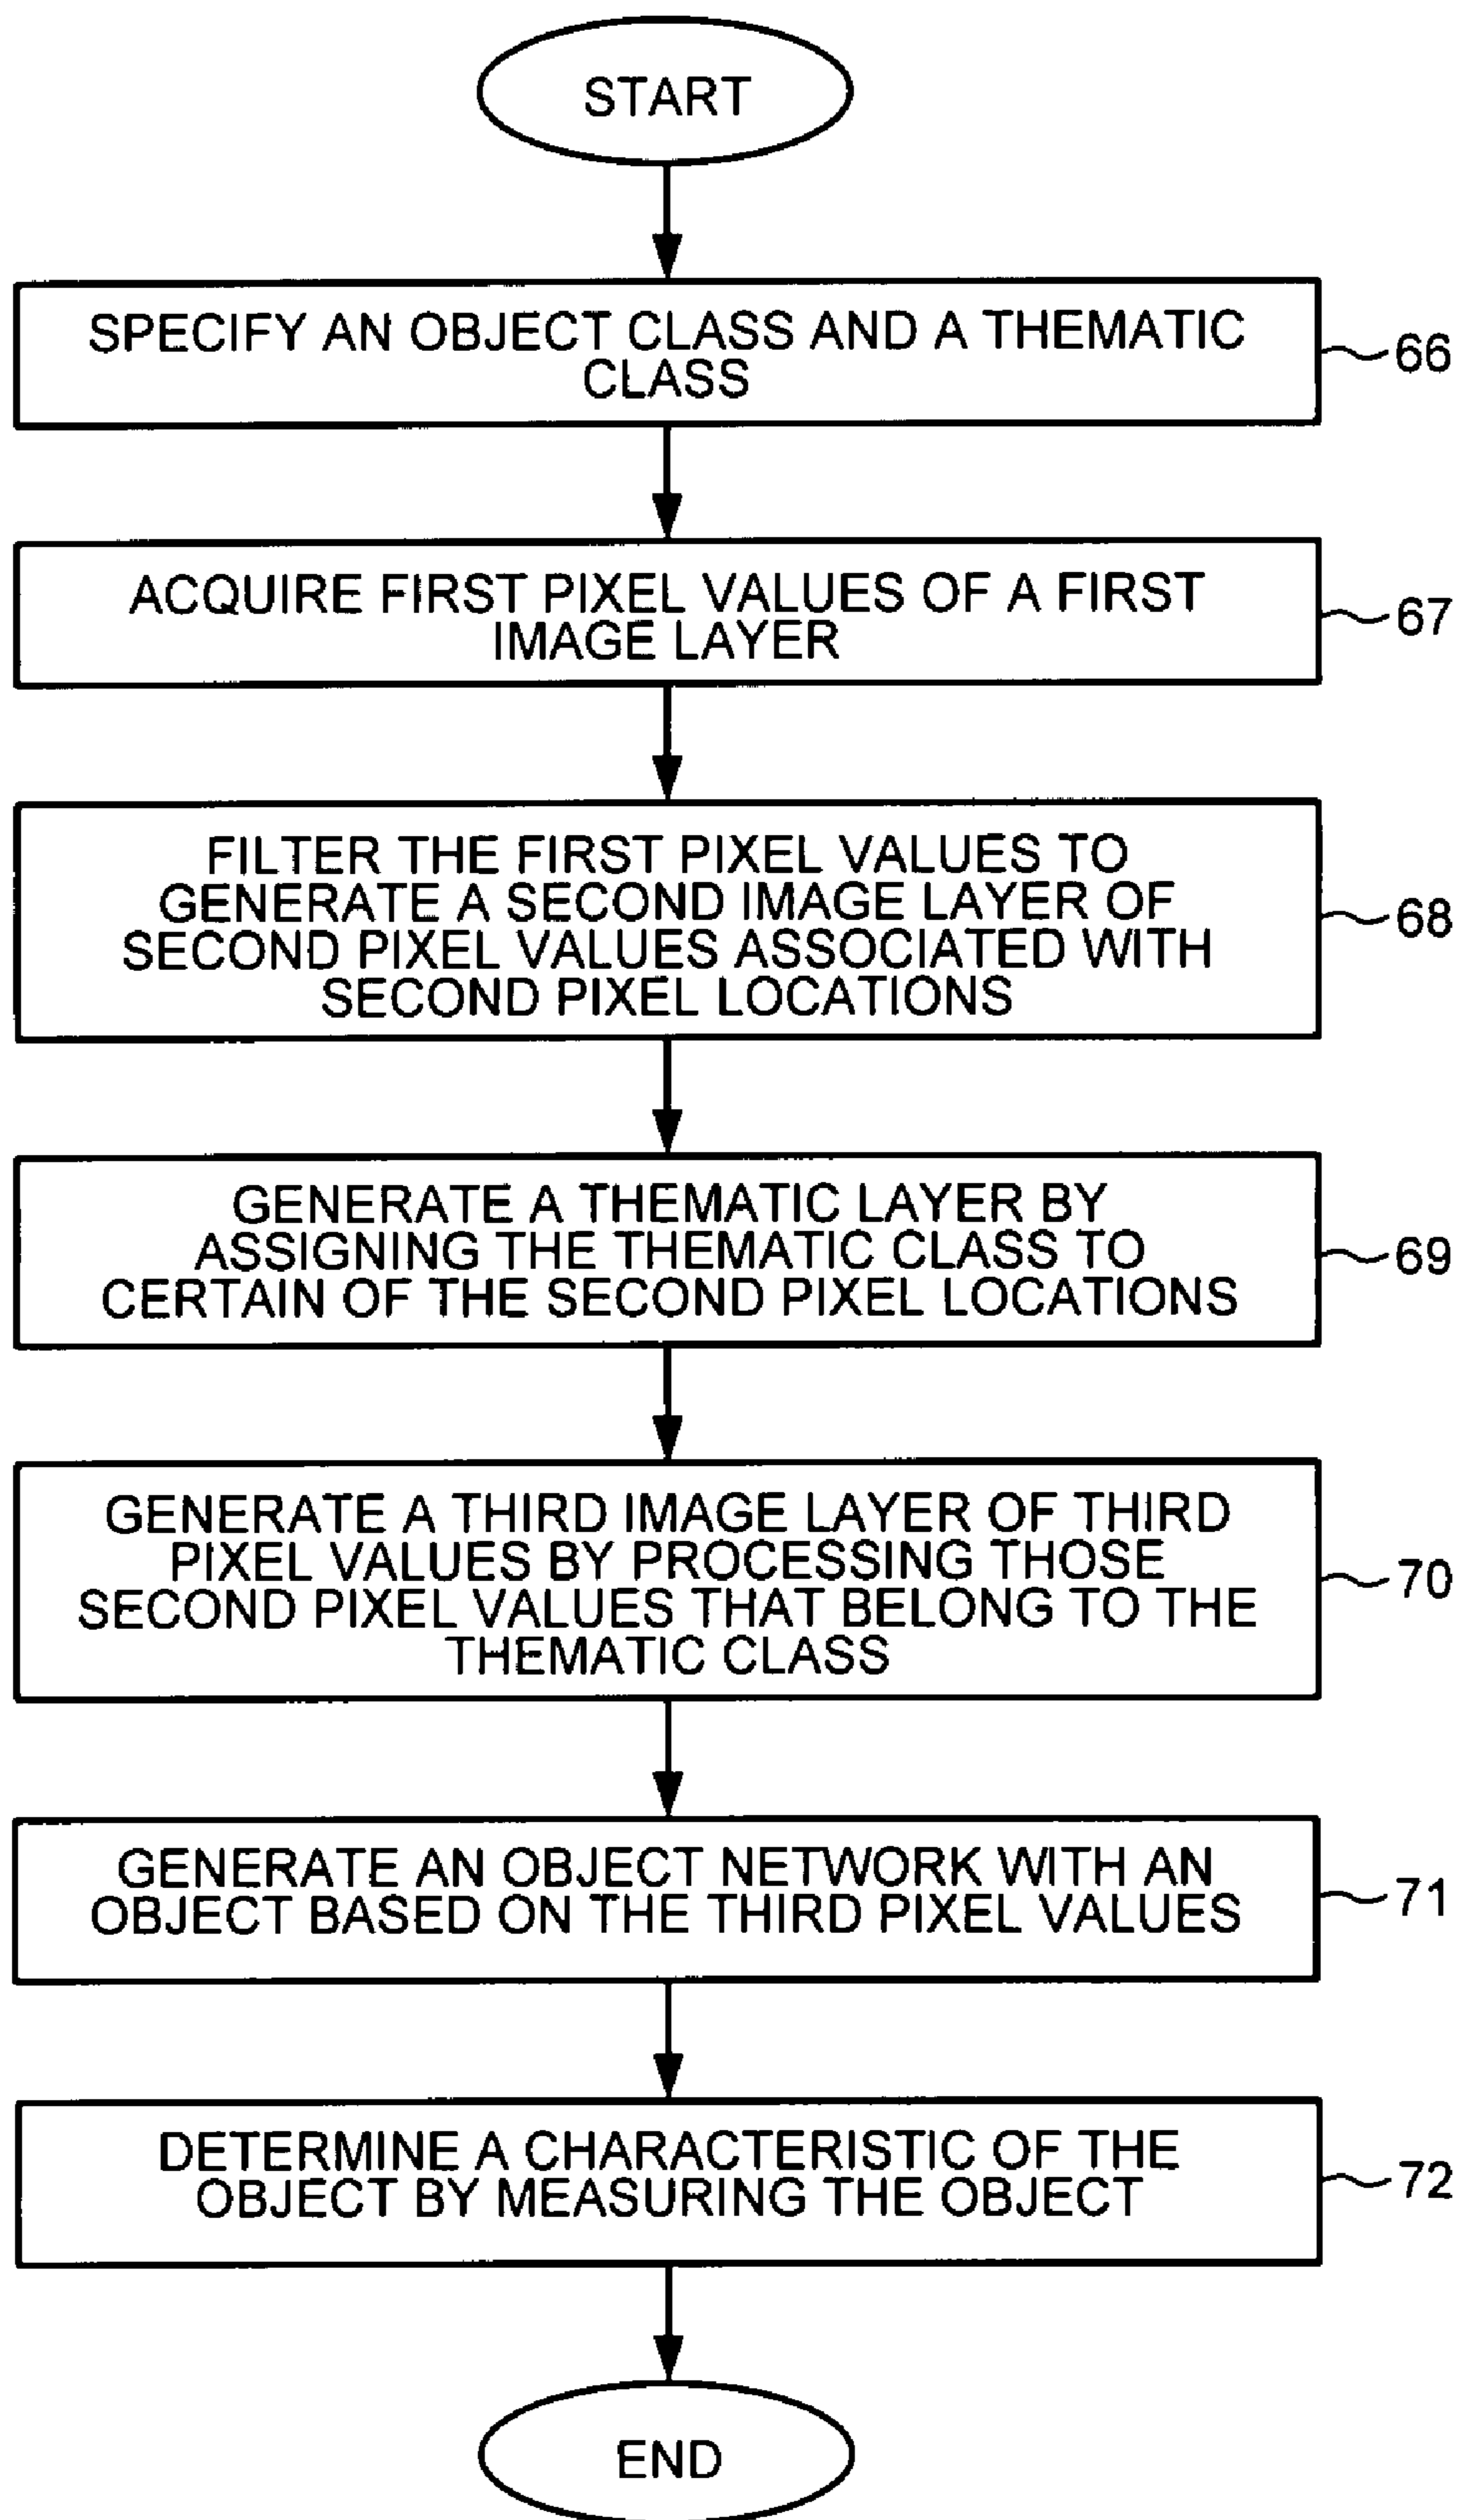 START
SPECIFY AN OBJECT CLASS AND A THEMATIC
CLASS
66
ACQUIRE FIRST PIXEL VALUES OF A FIRST
IMAGE LAYER
67
FILTER THE FIRST PIXEL VALUES TO
GENERATE A SECOND IMAGE LAYER OF
SECOND PIXEL VALUES ASSOCIATED WITH
SECOND PIXEL LOCATIONS
68
GENERATE A THEMATIC LAYER BY
ASSIGNING THE THEMATIC CLASS TO
CERTAIN OF THE SECOND PIXEL LOCATIONS
69
GENERATE A THIRD IMAGE LAYER OF THIRD
PIXEL VALUES BY PROCESSING THOSE
SECOND PIXEL VALUES THAT BELONG TO THE
THEMATIC CLASS
70
GENERATE AN OBJECT NETWORK WITH AN
OBJECT BASED ON THE THIRD PIXEL VALUES
71
DETERMINE A CHARACTERISTIC OF THE
OBJECT BY MEASURING THE OBJECT
72
END